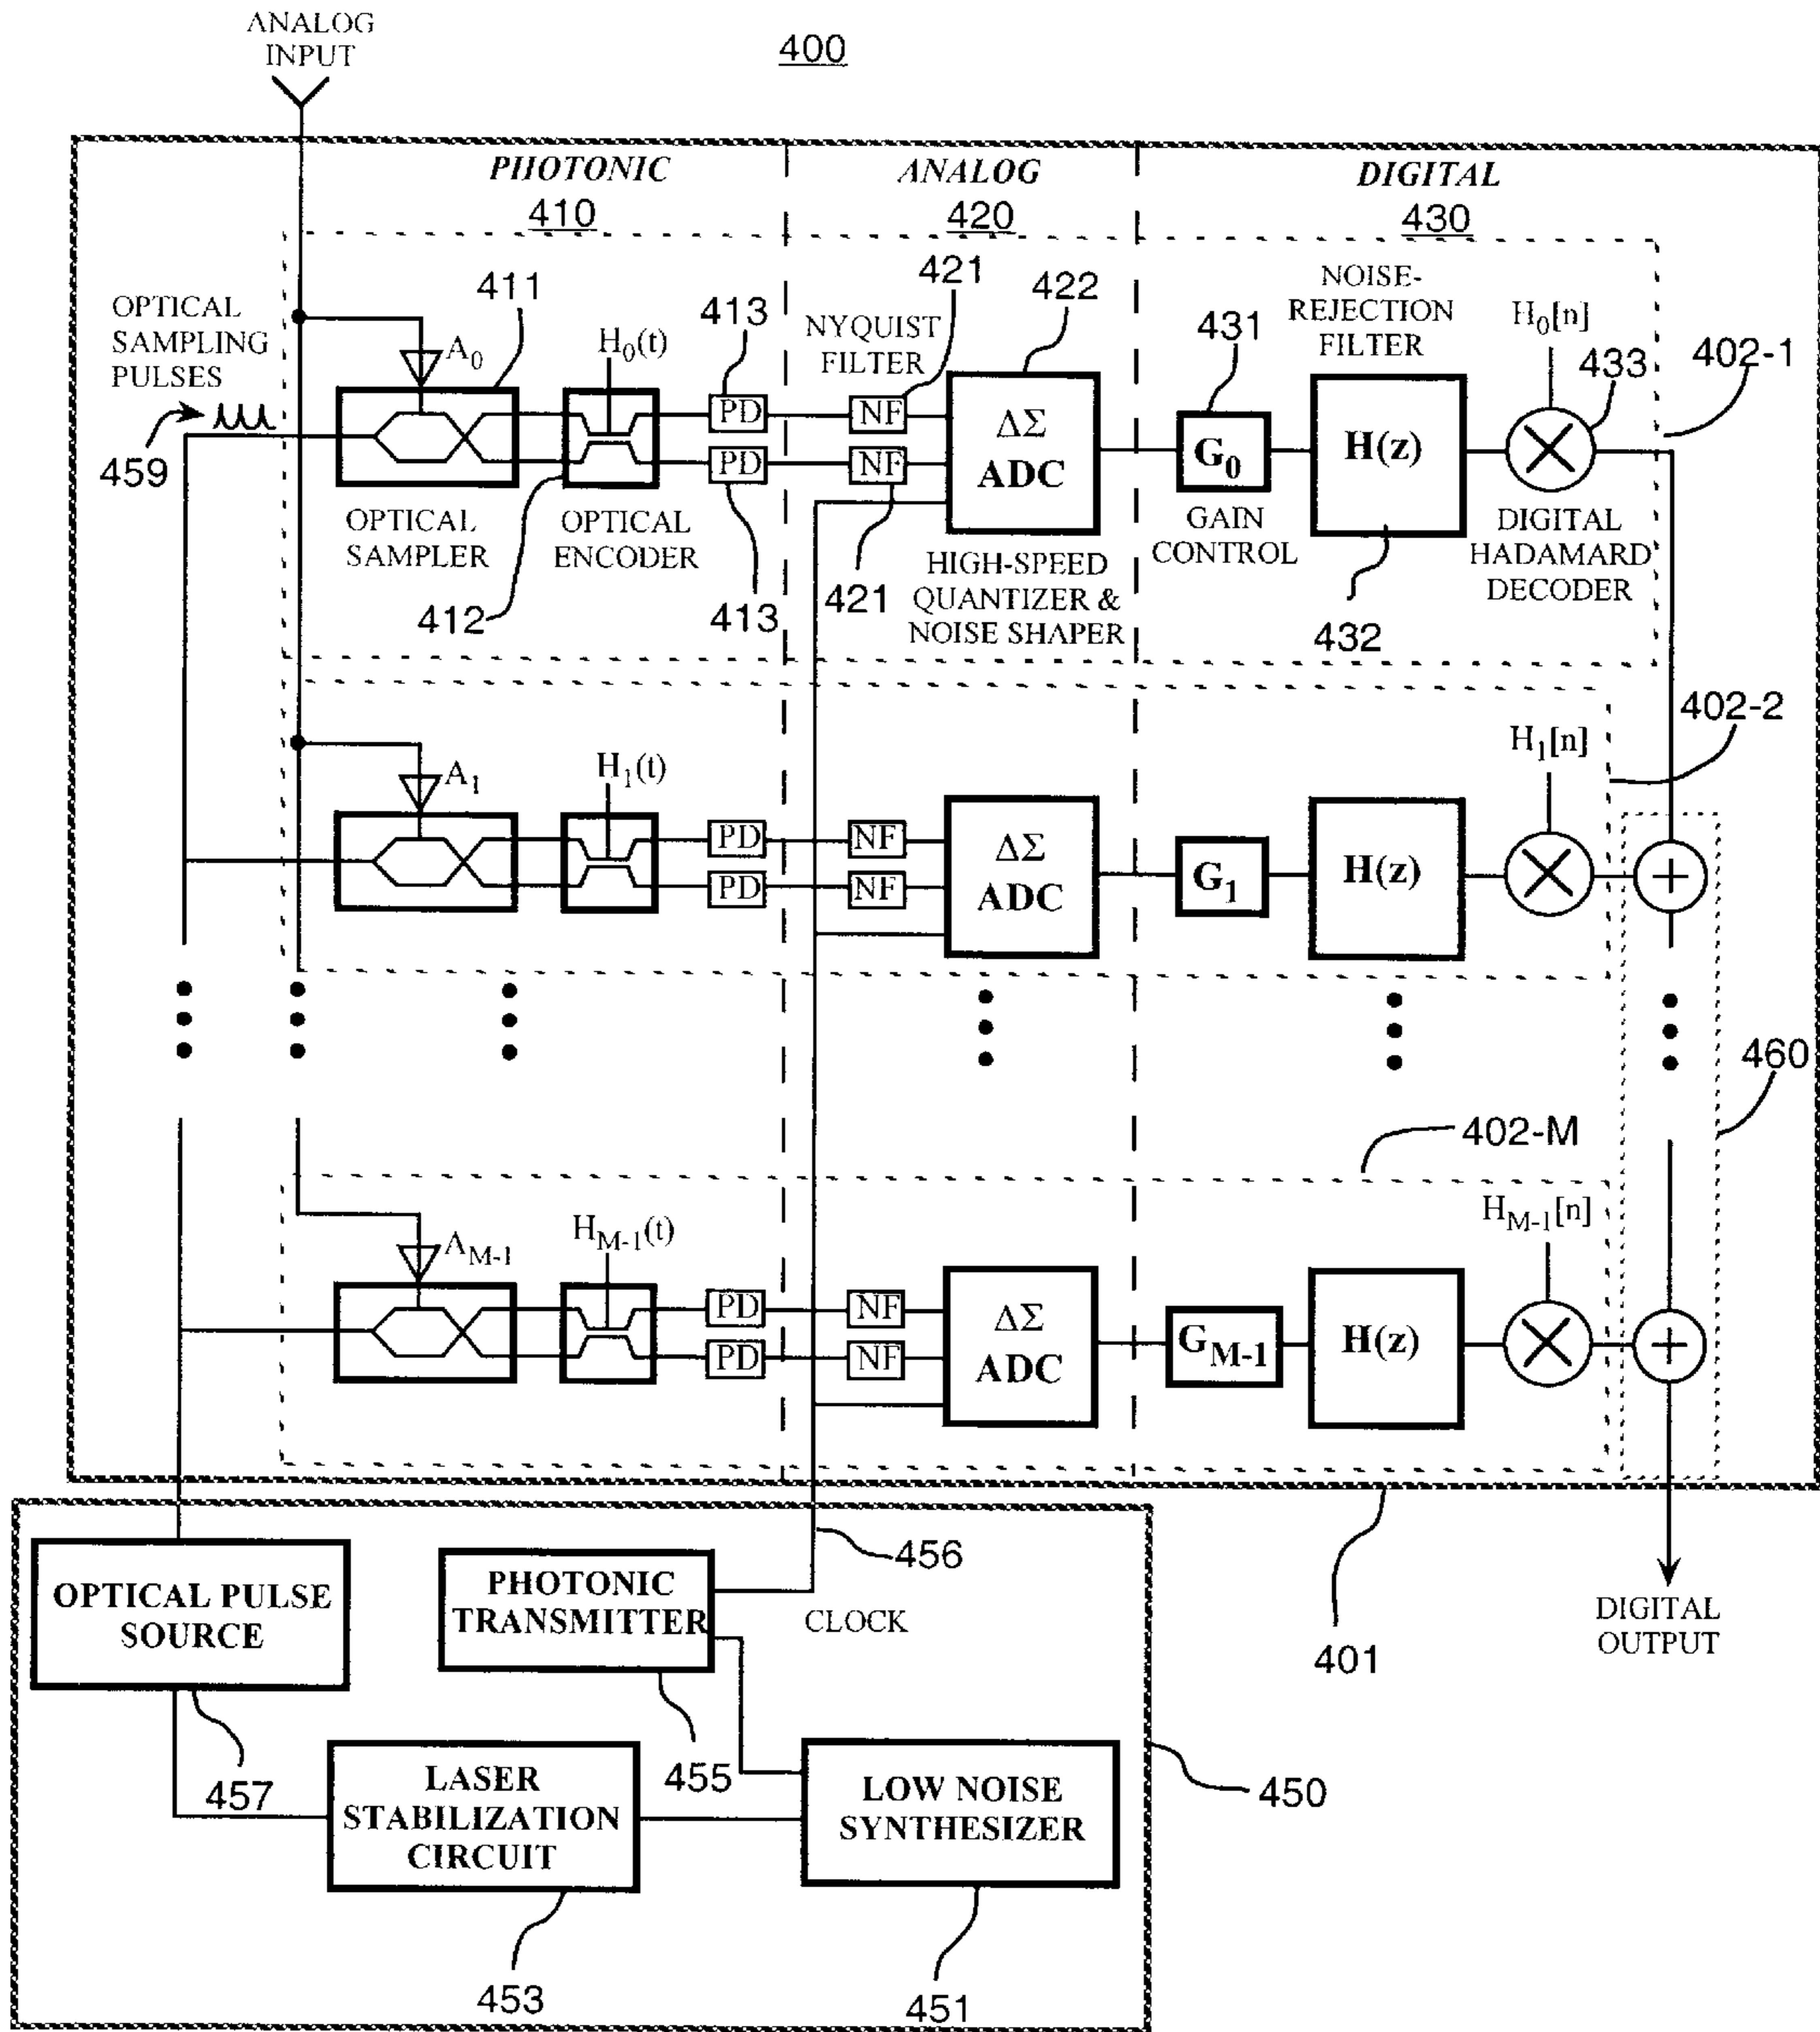 ANALOG
INPUT
400
PHOTONIC
410
ANALOG
420
DIGITAL
430
OPTICAL
SAMPLING
PULSES
459
411
A0
H0(t)
413
PD
PD
413
NYQUIST
FILTER
421
NF
NF
421
422
ΔΣ
ADC
431
G0
GAIN
CONTROL
NOISE-
REJECTION
FILTER
H(z)
432
H0[n]
433
402-1
OPTICAL
SAMPLER
OPTICAL
ENCODER
412
HIGH-SPEED
QUANTIZER &
NOISE SHAPER
DIGITAL
HADAMARD
DECODER
402-2
A1
H1(t)
PD
PD
NF
NF
ΔΣ
ADC
G1
H(z)
H1[n]
+
460
402-M
AM-1
HM-1(t)
PD
PD
NF
NF
ΔΣ
ADC
GM-1
H(z)
HM-1[n]
+
401
DIGITAL
OUTPUT
OPTICAL PULSE
SOURCE
457
PHOTONIC
TRANSMITTER
455
456
CLOCK
LASER
STABILIZATION
CIRCUIT
453
LOW NOISE
SYNTHESIZER
451
450